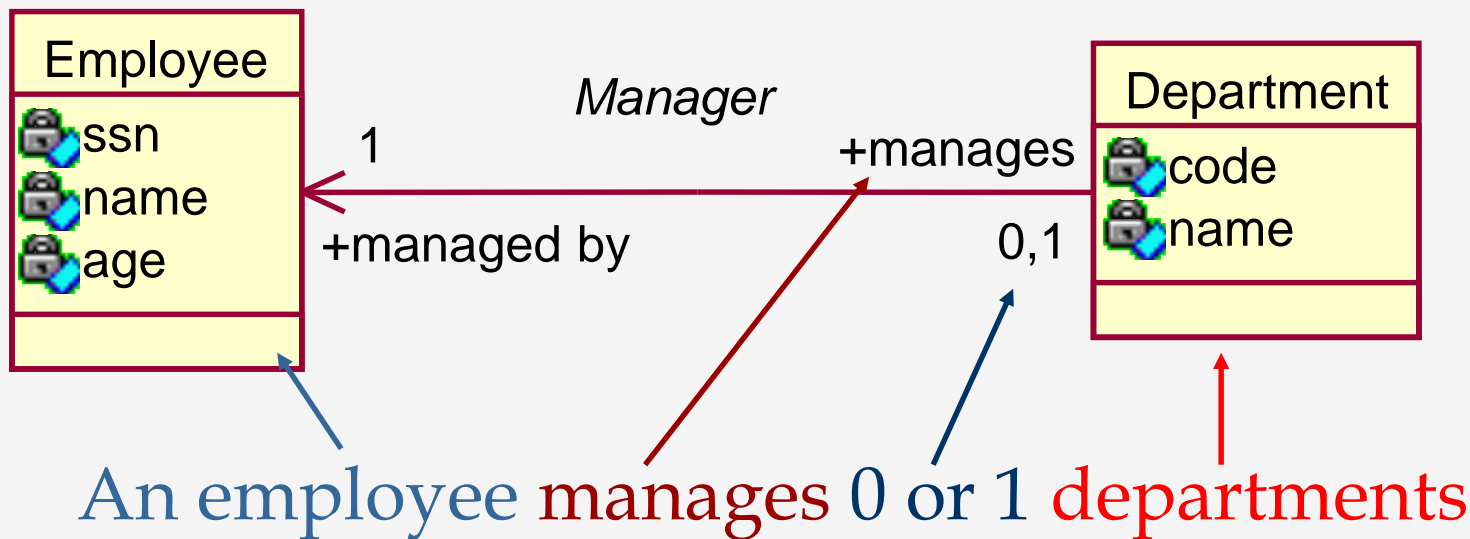 Employee
ssn
name
age
Manager
1
+manages
+managed by
0,1
Department
code
name
An employee manages 0 or 1 departments